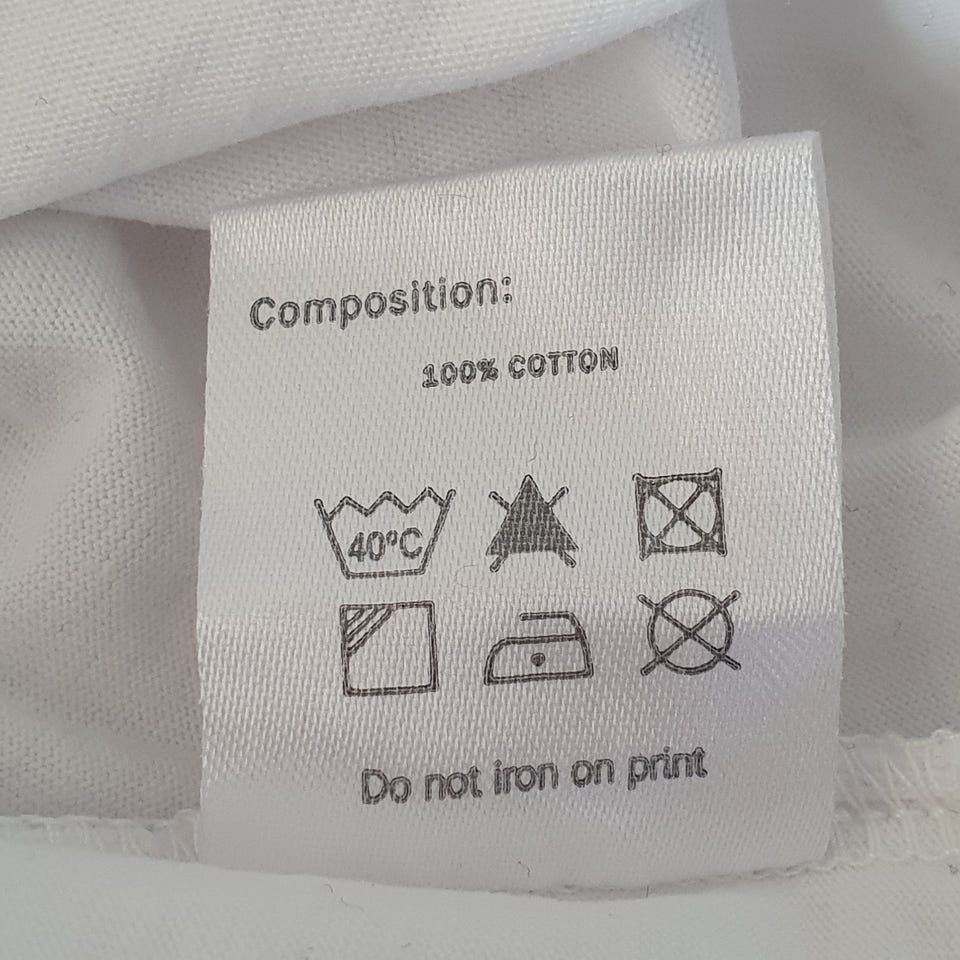 Composition:
100% COTTON
40°C
Do not iron on print